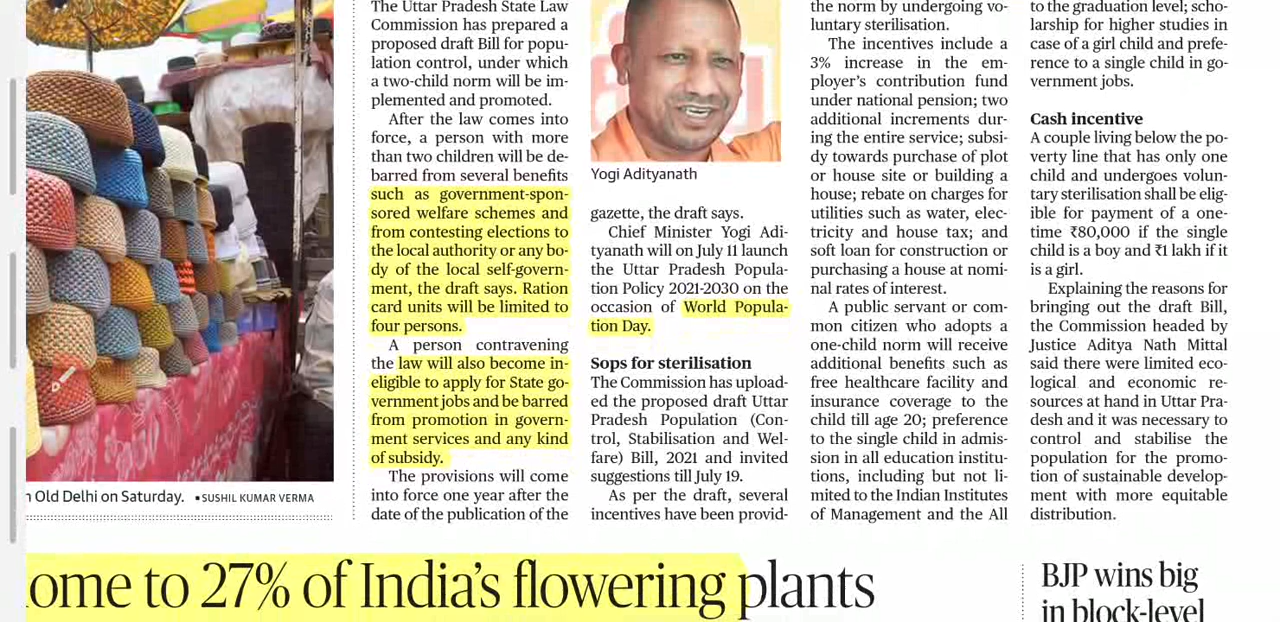 The Uttar Pradesh State Law
Commission has prepared a
proposed draft Bill for popu-
lation control, under which
a two-child norm will be im-
plemented and promoted.
After the law comes into
force, a person with more
than two children will be de-
barred from several benefits
such as government-spon-
sored welfare schemes and
from contesting elections to
the local authority or any bo-
dy of the local self-govern-
ment, the draft says. Ration
card units will be limited to
four persons.
A person contravening
the law will also become in-
eligible to apply for State go-
vernment jobs and be barred
from promotion in govern-
ment services and any kind
of subsidy.
The provisions will come
into force one year after the
date of the publication of the
Yogi Adityanath
gazette, the draft says.
Chief Minister Yogi Adi-
tyanath will on July 11 launch
the Uttar Pradesh Popula-
tion Policy 2021-2030 on the
occasion of World Popula-
tion Day.
Sops for sterilisation
The Commission has upload-
ed the proposed draft Uttar
Pradesh Population (Con-
trol, Stabilisation and Wel-
fare) Bill, 2021 and invited
suggestions till July 19.
As per the draft, several
incentives have been provid-
the norm by undergoing vo-
luntary sterilisation.
The incentives include a
3% increase in the em-
ployer's contribution fund
under national pension; two
additional increments dur-
ing the entire service; subsi-
dy towards purchase of plot
or house site or building a
house; rebate on charges for
utilities such as water, elec-
tricity and house tax; and
soft loan for construction or
purchasing a house at nomi-
nal rates of interest.
A public servant or com-
mon citizen who adopts a
one-child norm will receive
additional benefits such as
free healthcare facility and
insurance coverage to the
child till age 20; preference
to the single child in admis-
sion in all education institu-
tions, including but not li-
mited to the Indian Institutes
of Management and the All
to the graduation level; scho-
larship for higher studies in
case of a girl child and prefe-
rence to a single child in go-
vernment jobs.
Cash incentive
A couple living below the po-
verty line that has only one
child and undergoes volun-
tary sterilisation shall be elig-
ible for payment of a one-
time ₹80,000 if the single
child is a boy and ₹1 lakh if it
is a girl.
Explaining the reasons for
bringing out the draft Bill,
the Commission headed by
Justice Aditya Nath Mittal
said there were limited eco-
logical and economic re-
sources at hand in Uttar Pra-
desh and it was necessary to
control and stabilise the
population for the promo-
tion of sustainable develop-
ment with more equitable
distribution.
n Old Delhi on Saturday. ▪SUSHIL KUMAR VERMA
ome to 27% of India's flowering plants
BJP wins big
in block-level